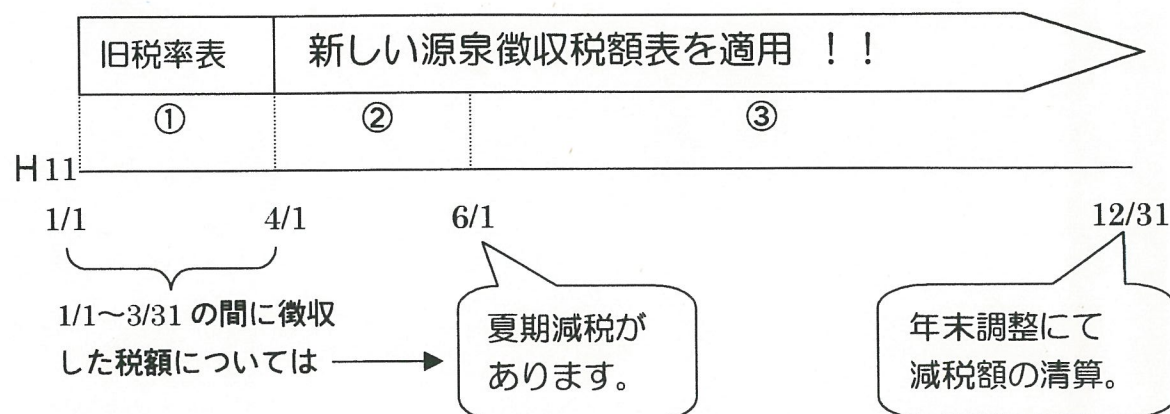 旧税率表
新しい源泉徴収税額表を適用 ！！
① ② ③
H11
1/1 4/1 6/1 12/31
1/1～3/31 の間に徴収
した税額については
夏期減税が
あります。
年末調整にて
減税額の清算。